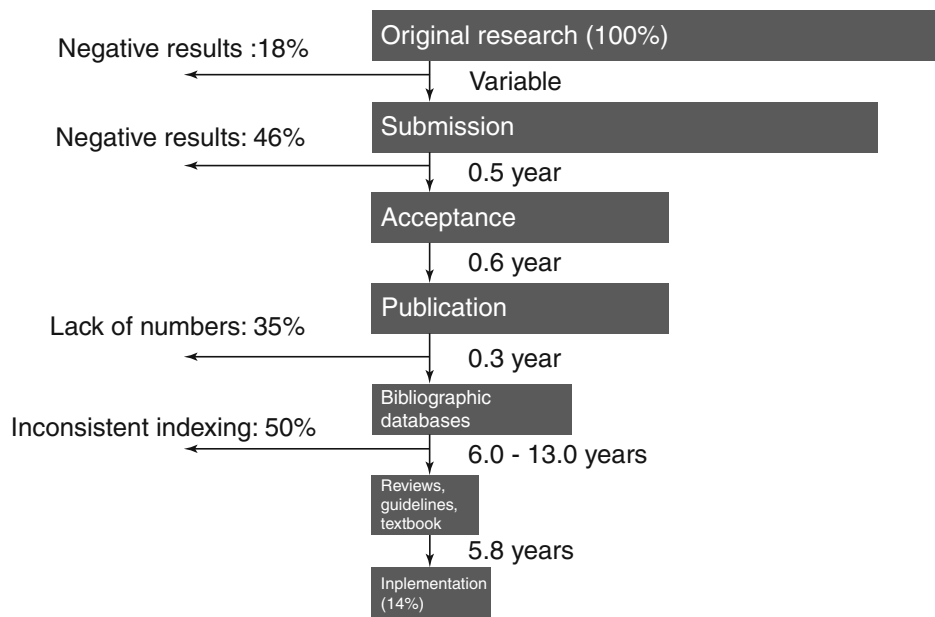 Original research (100%)
Negative results :18%
Variable
Submission
Negative results: 46%
0.5 year
Acceptance
0.6 year
Publication
Lack of numbers: 35%
0.3 year
Bibliographic
databases
Inconsistent indexing: 50%
6.0 - 13.0 years
Reviews,
guidelines,
textbook
5.8 years
Inplementation
(14%)